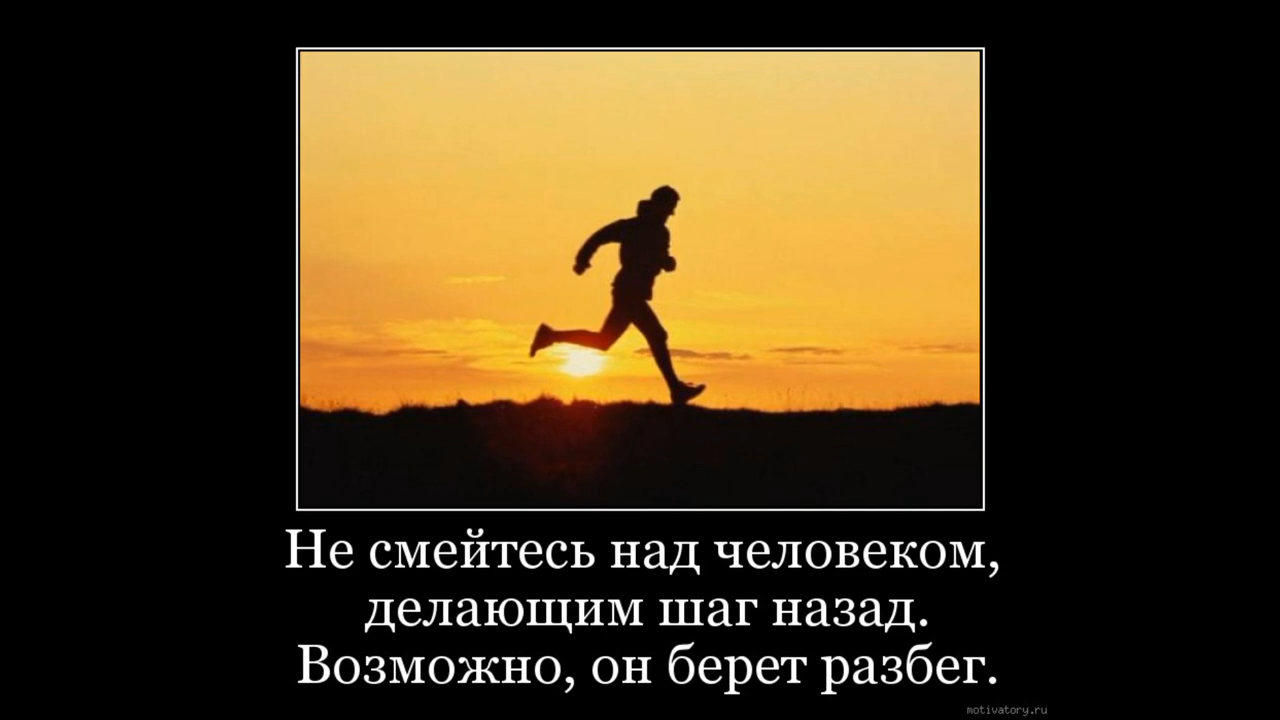 Не смейтесь над человеком,
делающим шаг назад.
Возможно, он берет разбег.
motivatory.ru